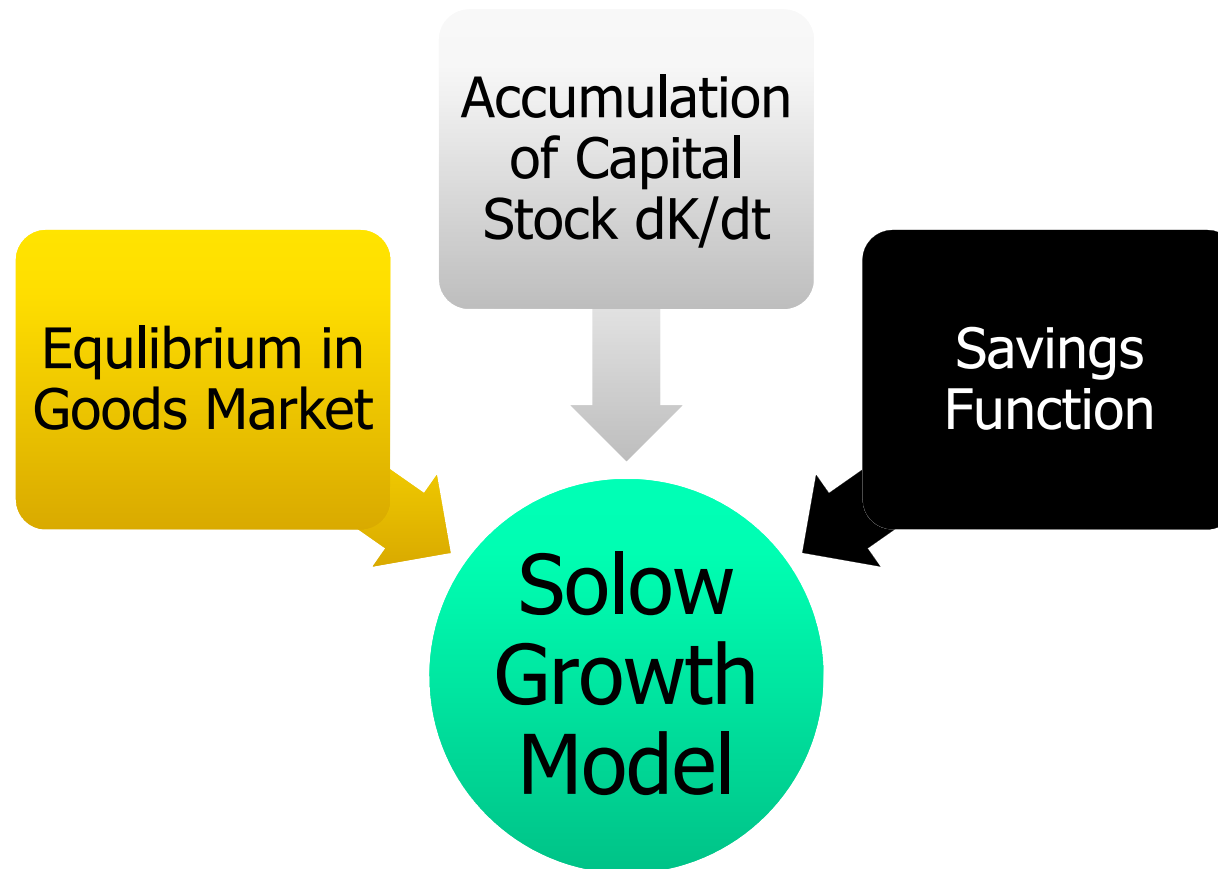 Accumulation
of Capital
Stock dK/dt
Equlibrium in
Goods Market
Savings
Function
Solow
Growth
Model